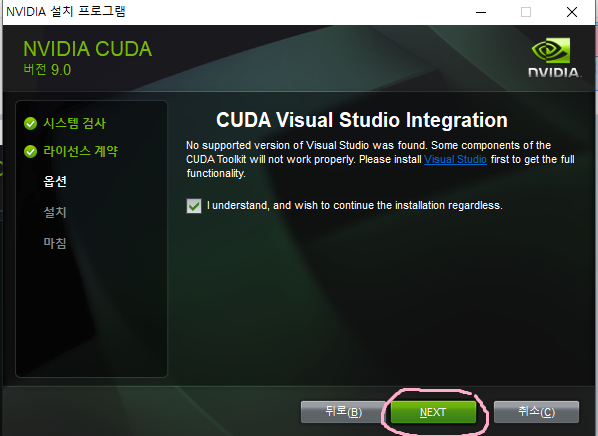 NVIDIA 설치 프로그램
NVIDIA CUDA
버전 9.0
NVIDIA.
시스템 검사
라이선스 계약
옵션
설치
마침
CUDA Visual Studio Integration
No supported version of Visual Studio was found. Some components of the
CUDA Toolkit will not work properly. Please install Visual Studio first to get the full
functionality.
I understand, and wish to continue the installation regardless.
뒤로(B)
NEXT
취소(C)